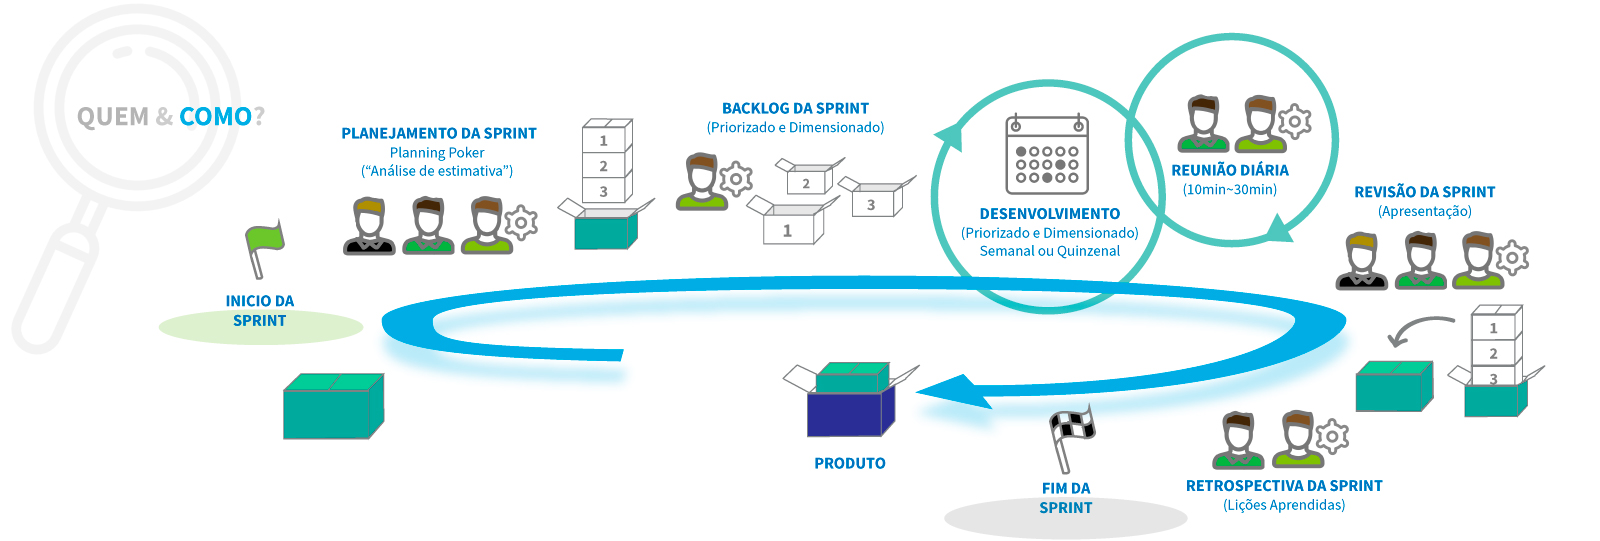 QUEM & COMO?
INICIO DA
SPRINT
PLANEJAMENTO DA SPRINT
Planning Poker
(“Análise de estimativa”)
1
2
3
BACKLOG DA SPRINT
(Priorizado e Dimensionado)
2
3
1
DESENVOLVIMENTO
(Priorizado e Dimensionado)
Semanal ou Quinzenal
REUNIÃO DIÁRIA
(10min~30min)
REVISÃO DA SPRINT
(Apresentação)
1
2
3
RETROSPECTIVA DA SPRINT
(Lições Aprendidas)
FIM DA
SPRINT
PRODUTO